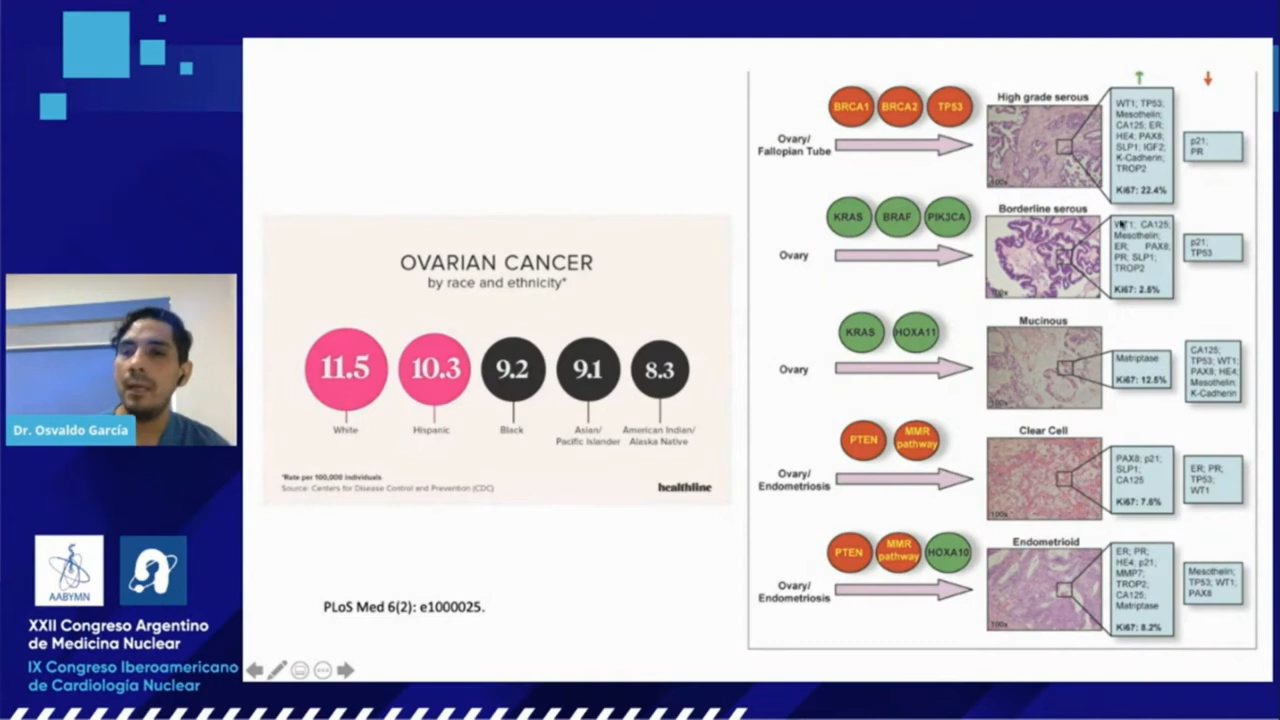 OVARIAN CANCER
by race and ethnicity*
11.5
10.3
9.2
9.1
8.3
White
Hispanic
Black
Asian/
Pacific Islander
American Indian/
Alaska Native
*Rate per 100,000 individuals
Source: Centers for Disease Control and Prevention (CDC)
healthline
PLoS Med 6(2): e1000025.
BRCA1
BRCA2
TP53
Ovary/
Fallopian Tube
High grade serous
100x
WT1; TP53;
Mesothelin;
CA125; ER;
HE4; PAX8;
SLP1; IGF2;
K-Cadherin;
TROP2
Ki67: 22.4%
p21;
PR
KRAS
BRAF
PIK3CA
Ovary
Borderline serous
100x
WT1; CA125;
Mesothelin;
ER; PAX8;
PR; SLP1;
TROP2
Ki67: 2.5%
p21;
TP53
KRAS
HOXA11
Ovary
Mucinous
100x
Matriptase
Ki67: 12.5%
CA125;
TP53; WT1;
PAX8; HE4;
Mesothelin;
K-Cadherin
PTEN
MMR
pathway
Ovary/
Endometriosis
Clear Cell
100x
PAX8; p21;
SLP1;
CA125
Ki67: 7.6%
ER; PR;
TP53;
WT1
PTEN
MMR
pathway
HOXA10
Ovary/
Endometriosis
Endometrioid
100x
ER; PR;
HE4; p21;
MMP7;
TROP2;
CA125;
Matriptase
Ki67: 8.2%
Mesothelin;
TP53; WT1;
PAX8
Dr. Osvaldo García
AABYMN
XXII Congreso Argentino
de Medicina Nuclear
IX Congreso Iberoamericano
de Cardiología Nuclear